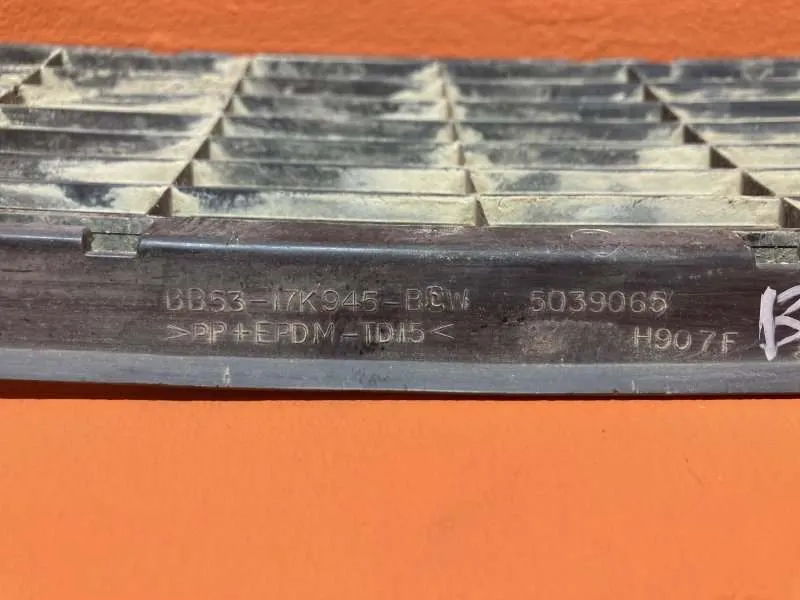 BB53-17K945-BCW 5039065
>PP+EPDM-TD15< H907F